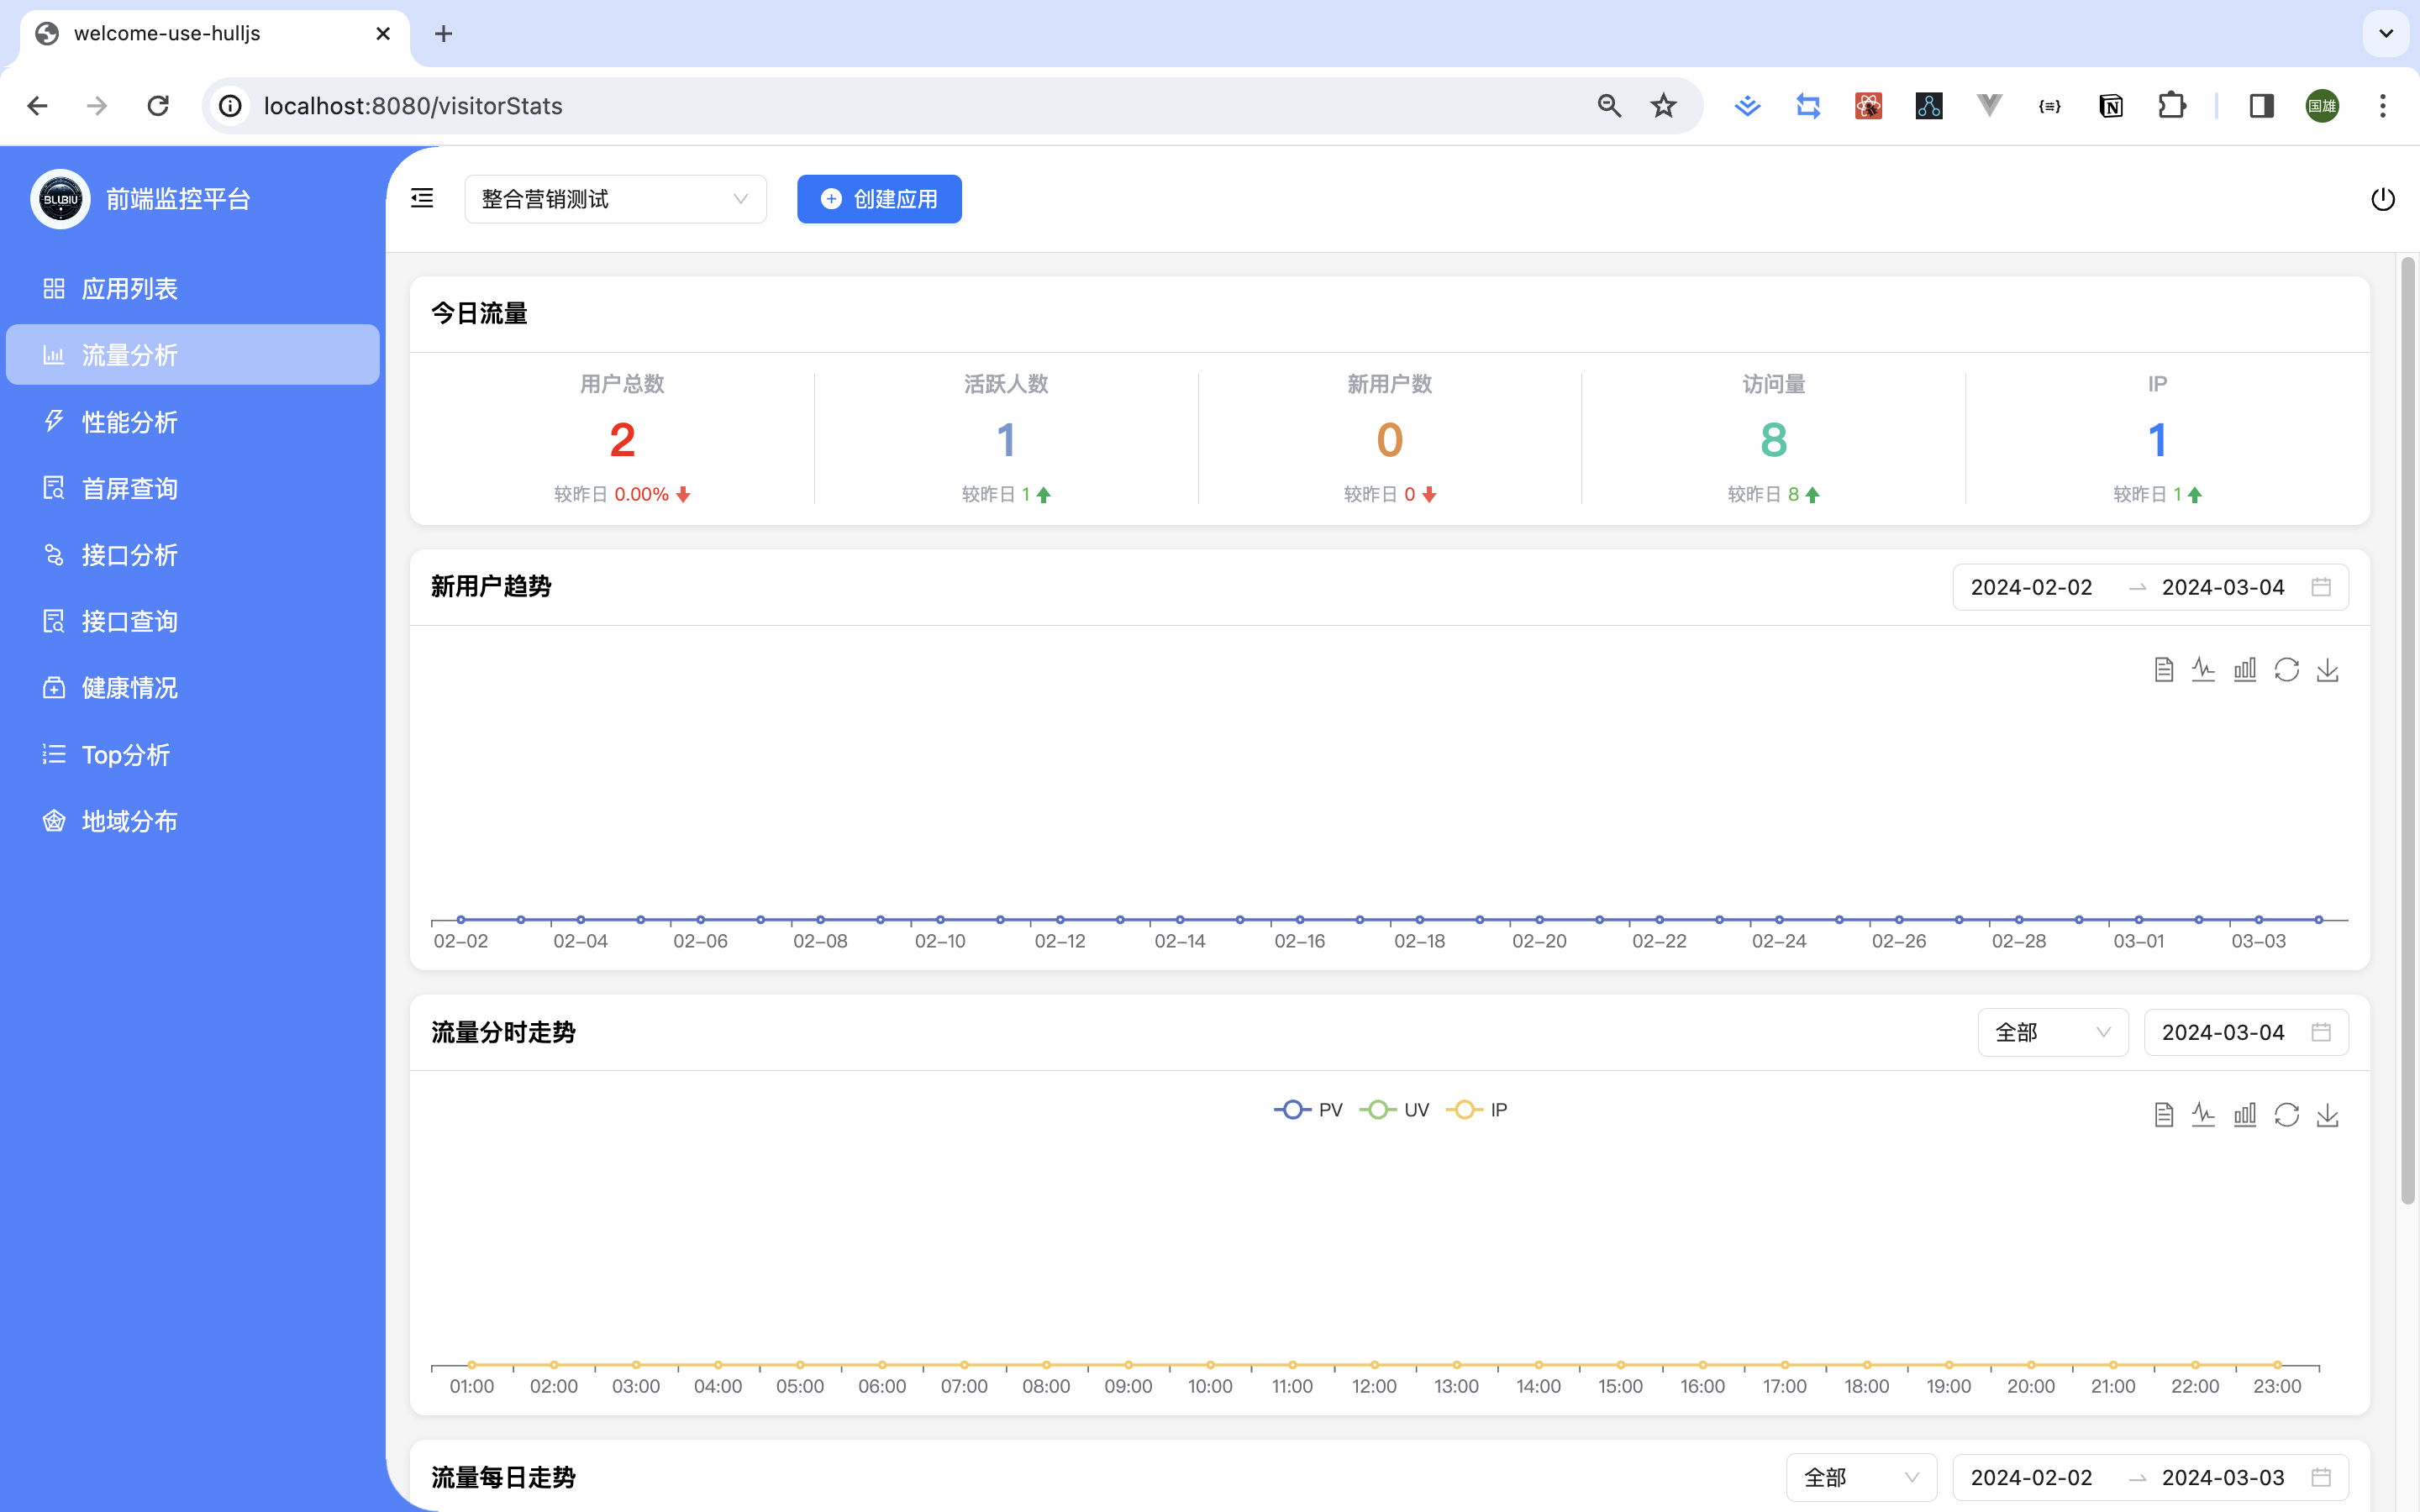 welcome-use-hulljs
localhost:8080/visitorStats
国雄
BLUBIU
前端监控平台
整合营销测试
创建应用
应用列表
流量分析
性能分析
首屏查询
接口分析
接口查询
健康情况
Top分析
地域分布
今日流量
用户总数
2
较昨日 0.00%
活跃人数
1
较昨日 1
新用户数
0
较昨日 0
访问量
8
较昨日 8
IP
1
较昨日 1
新用户趋势
2024-02-02 2024-03-04
02-02 02-04 02-06 02-08 02-10 02-12 02-14 02-16 02-18 02-20 02-22 02-24 02-26 02-28 03-01 03-03
流量分时走势
全部 2024-03-04
PV UV IP
01:00 02:00 03:00 04:00 05:00 06:00 07:00 08:00 09:00 10:00 11:00 12:00 13:00 14:00 15:00 16:00 17:00 18:00 19:00 20:00 21:00 22:00 23:00
流量每日走势
全部 2024-02-02 2024-03-03